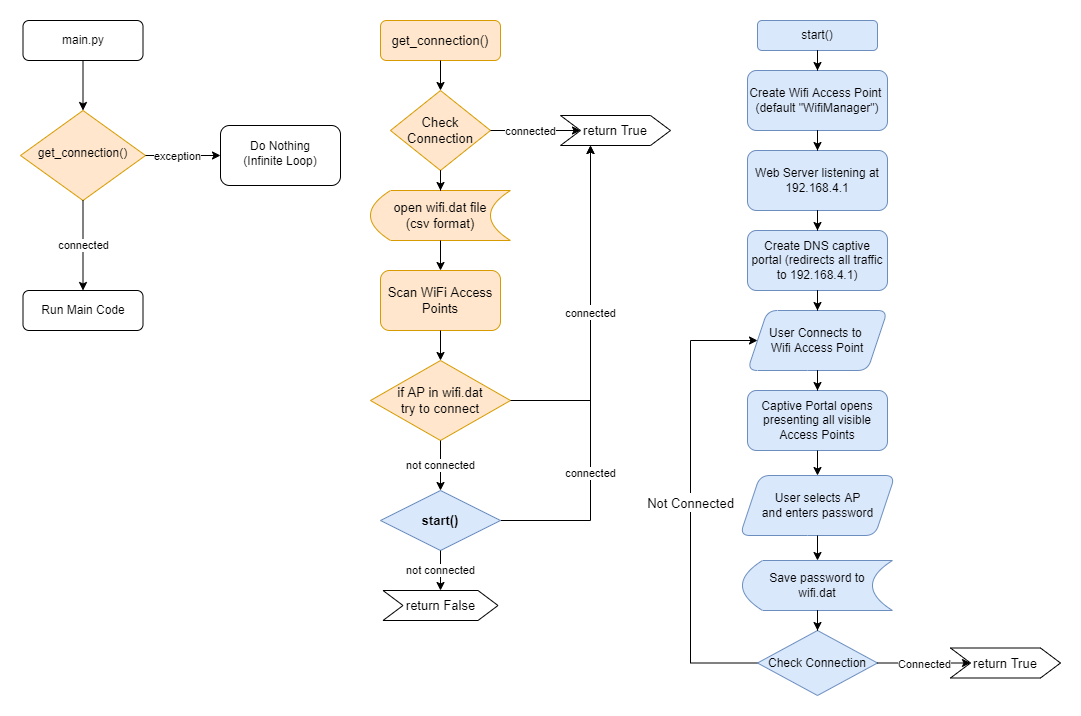 main.py
get_connection()
exception
Do Nothing
(Infinite Loop)
connected
Run Main Code
get_connection()
Check
Connection
connected
return True
open wifi.dat file
(csv format)
Scan WiFi Access
Points
connected
if AP in wifi.dat
try to connect
not connected
connected
start()
not connected
return False
start()
Create Wifi Access Point
(default "WifiManager")
Web Server listening at
192.168.4.1
Create DNS captive
portal (redirects all traffic
to 192.168.4.1)
User Connects to
Wifi Access Point
Captive Portal opens
presenting all visible
Access Points
User selects AP
and enters password
Not Connected
Save password to
wifi.dat
Check Connection
Connected
return True